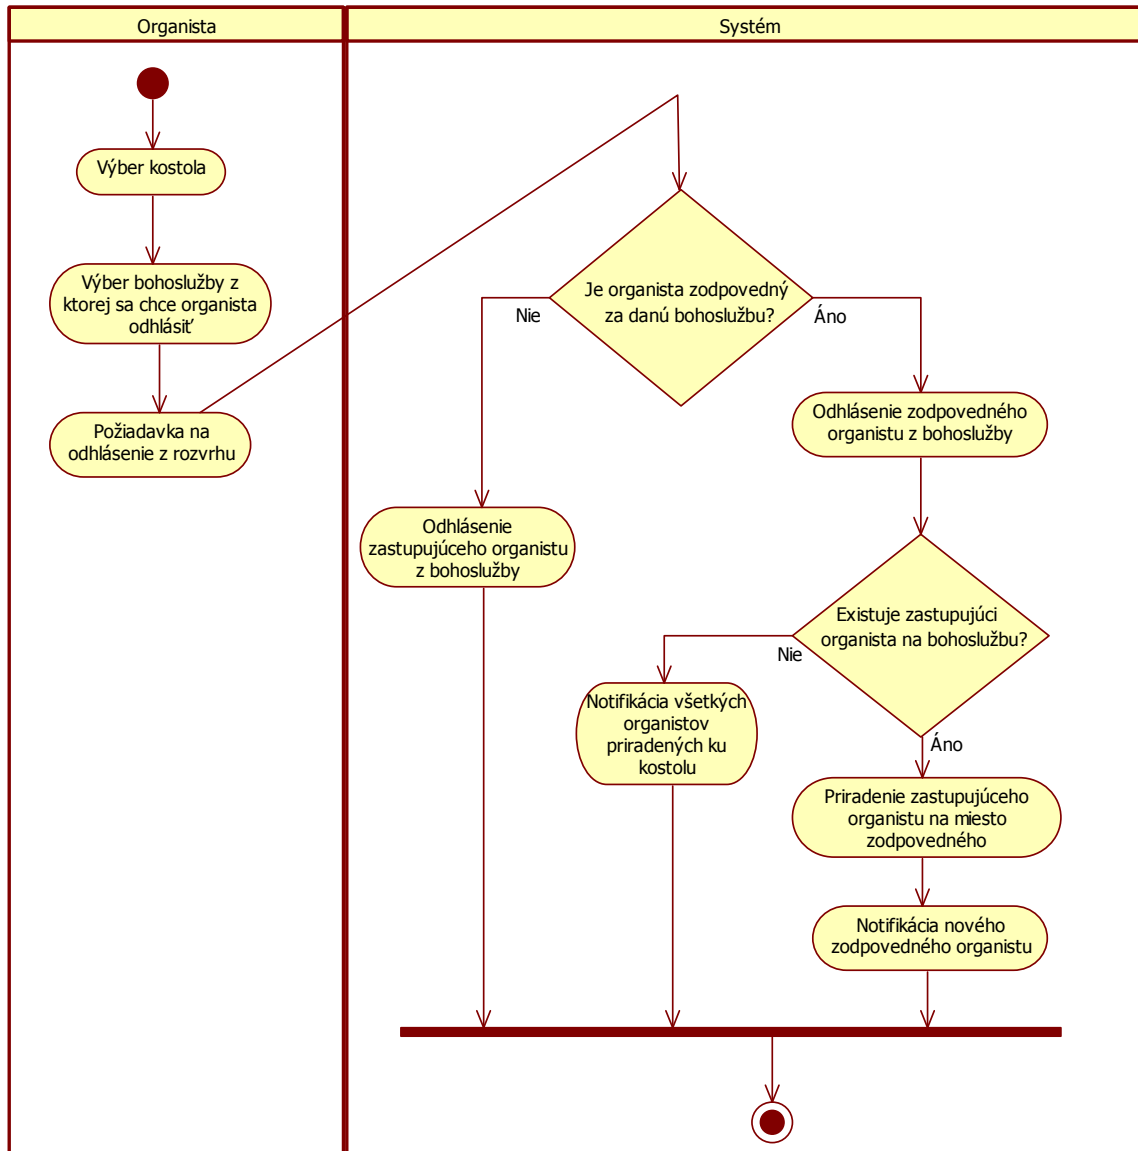 Organista
Systém
Výber kostola
Výber bohoslužby z
ktorej sa chce organista
odhlásiť
Požiadavka na
odhlásenie z rozvrhu
Je organista zodpovedný
za danú bohoslužbu?
Nie
Áno
Odhlásenie zodpovedného
organistu z bohoslužby
Odhlásenie
zastupujúceho organistu
z bohoslužby
Existuje zastupujúci
organista na bohoslužbu?
Nie
Áno
Notifikácia všetkých
organistov
priradených ku
kostolu
Priradenie zastupujúceho
organistu na miesto
zodpovedného
Notifikácia nového
zodpovedného organistu